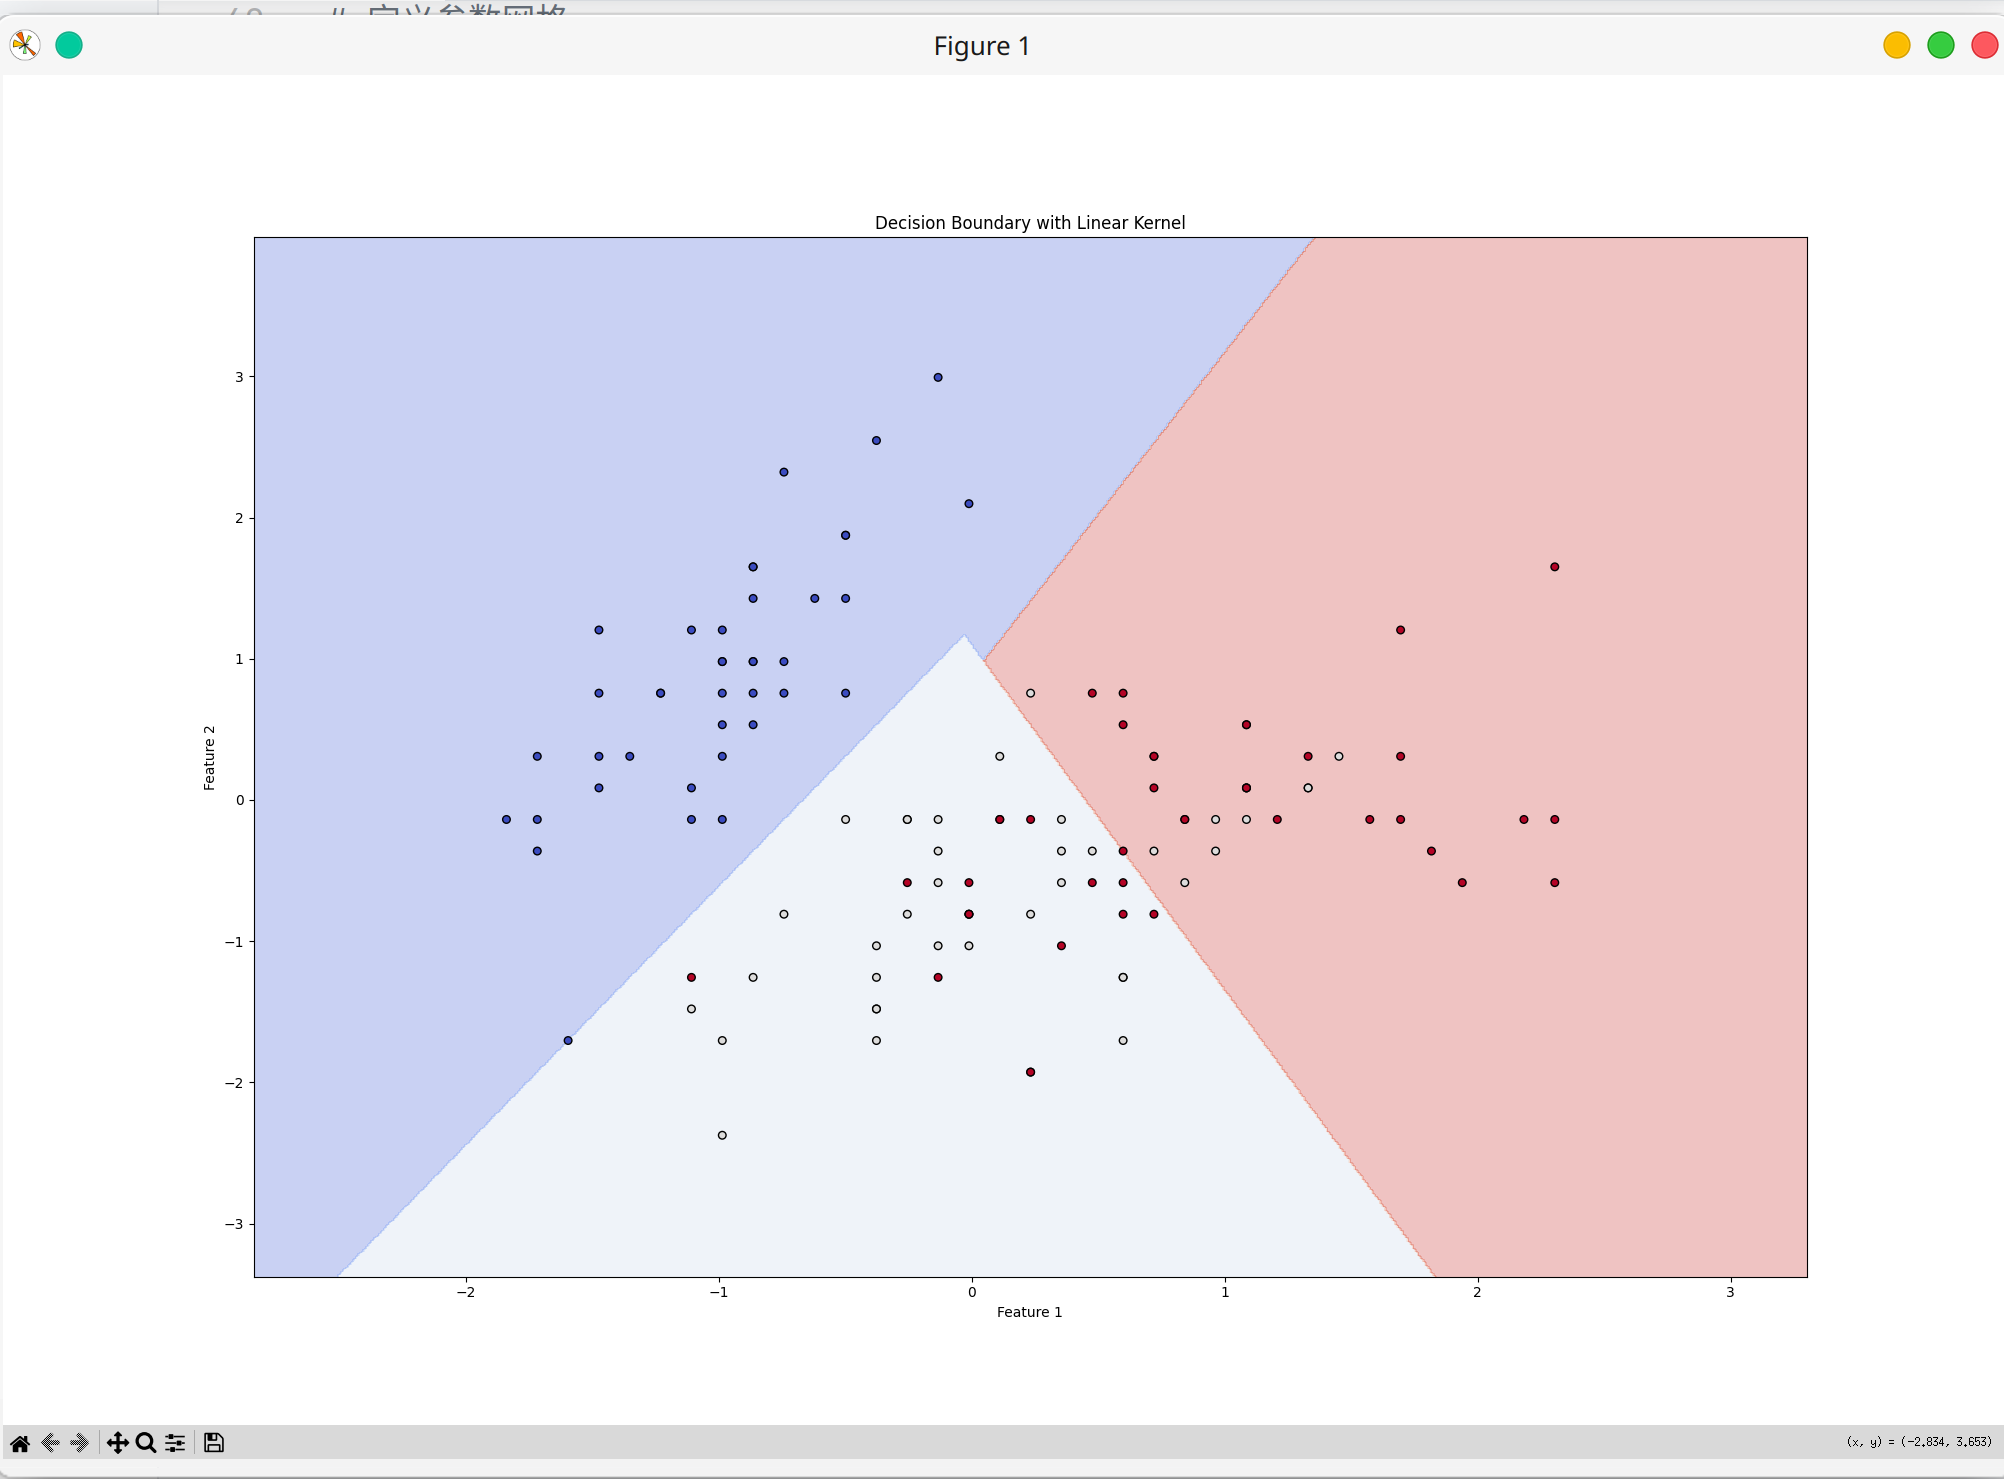 Figure 1
Decision Boundary with Linear Kernel
3
2
1
0
−1
−2
−3
Feature 2
−2
−1
0
1
2
3
Feature 1
(x, y) = (-2.834, 3.653)